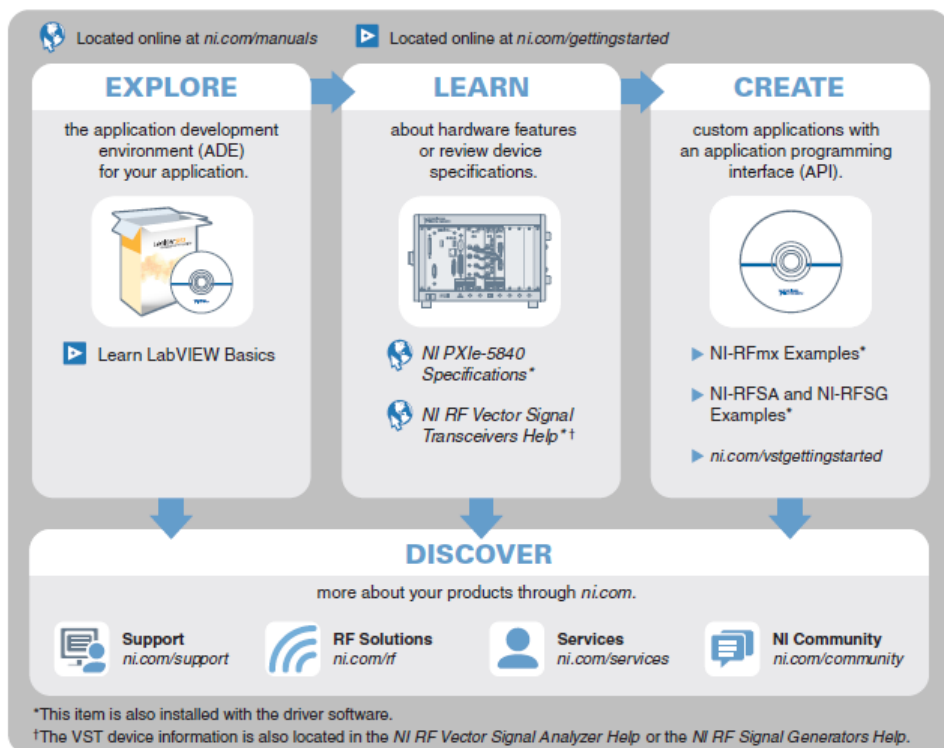 Located online at ni.com/manuals
Located online at ni.com/gettingstarted
EXPLORE
the application development
environment (ADE)
for your application.
Learn LabVIEW Basics
LEARN
about hardware features
or review device
specifications.
NI PXIe-5840
Specifications*
NI RF Vector Signal
Transceivers Help*†
CREATE
custom applications with
an application programming
interface (API).
NI-RFmx Examples*
NI-RFSA and NI-RFSG
Examples*
ni.com/vstgettingstarted
DISCOVER
more about your products through ni.com.
Support
ni.com/support
RF Solutions
ni.com/rf
Services
ni.com/services
NI Community
ni.com/community
*This item is also installed with the driver software.
†The VST device information is also located in the NI RF Vector Signal Analyzer Help or the NI RF Signal Generators Help.